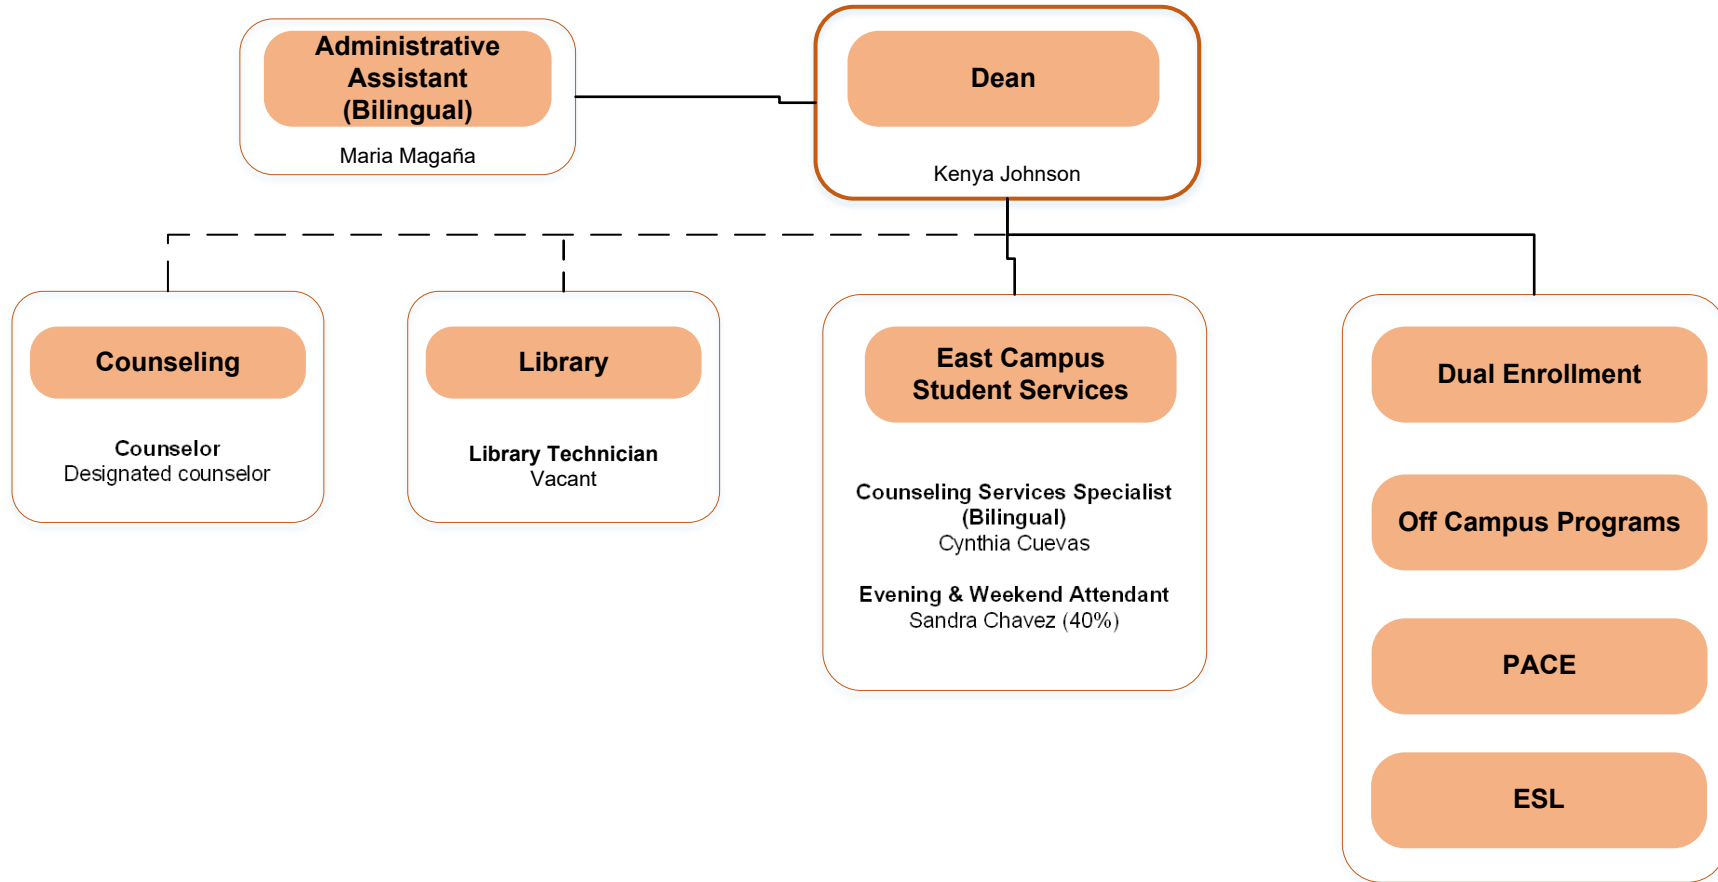 Administrative
Assistant
(Bilingual)
Maria Magaña
Dean
Kenya Johnson
Counseling
Counselor
Designated counselor
Library
Library Technician
Vacant
East Campus
Student Services
Counseling Services Specialist
(Bilingual)
Cynthia Cuevas
Evening & Weekend Attendant
Sandra Chavez (40%)
Dual Enrollment
Off Campus Programs
PACE
ESL